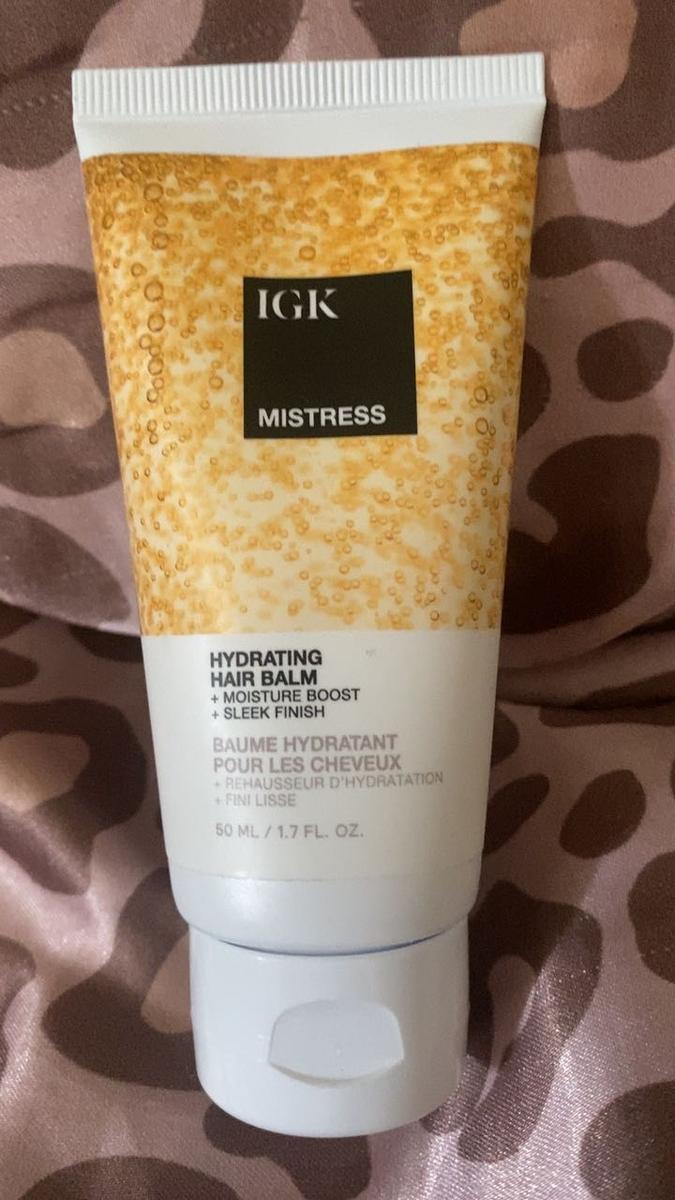 IGK
MISTRESS
HYDRATING
HAIR BALM
+ MOISTURE BOOST
+ SLEEK FINISH
BAUME HYDRATANT
POUR LES CHEVEUX
+ REHAUSSEUR D'HYDRATATION
+ FINI LISSE
50 ML / 1.7 FL. OZ.